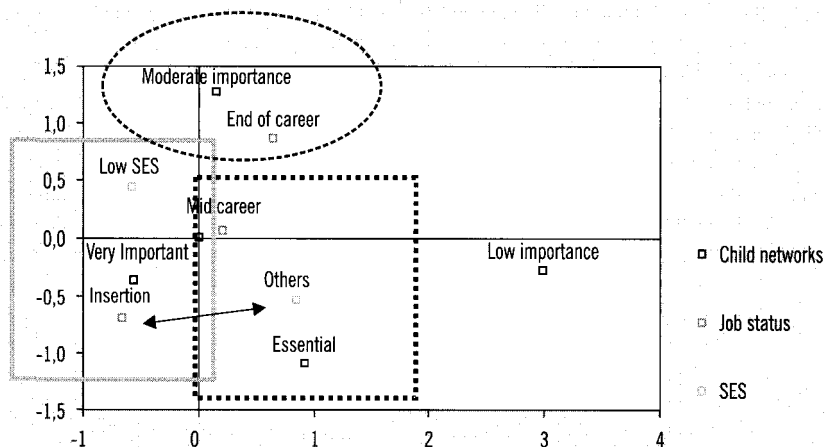 1,5
Moderate importance
1,0
End of career
Low SES
0,5
Mid career
0,0
Very Important
Low importance
Others
Insertion
-0,5
Essential
-1,0
-1,5
-1 0 1 2 3 4
Child networks
Job status
SES